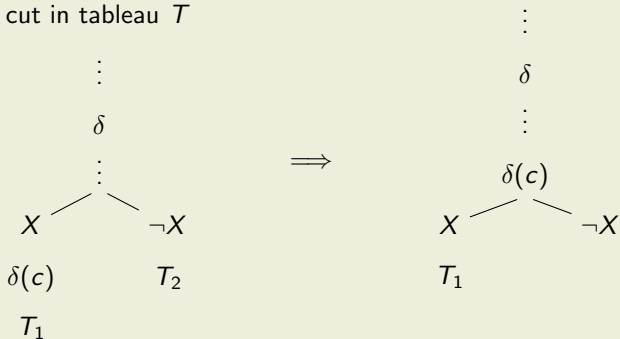 cut in tableau T
⋮ ⋮
δ δ
⋮ ⟹ ⋮
δ(c)
X ¬X X ¬X
δ(c) T₂ T₁
T₁